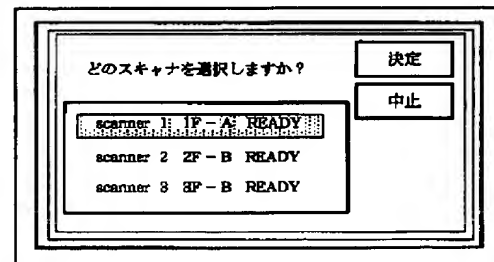 どのスキャナを選択しますか？
決定
中止
scanner 1 1F－A READY
scanner 2 2F－B READY
scanner 3 3F－B READY